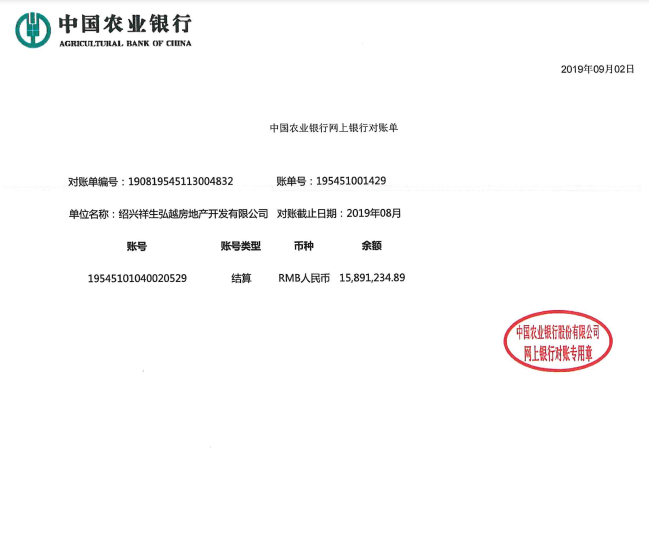 中国农业银行
AGRICULTURAL BANK OF CHINA
2019年09月02日
中国农业银行网上银行对账单
对账单编号：190819545113004832 账单号：195451001429
单位名称：绍兴祥生弘越房地产开发有限公司 对账截止日期：2019年08月
账号 账号类型 币种 余额
19545101040020529 结算 RMB人民币 15,891,234.89
中国农业银行股份有限公司
网上银行对账专用章